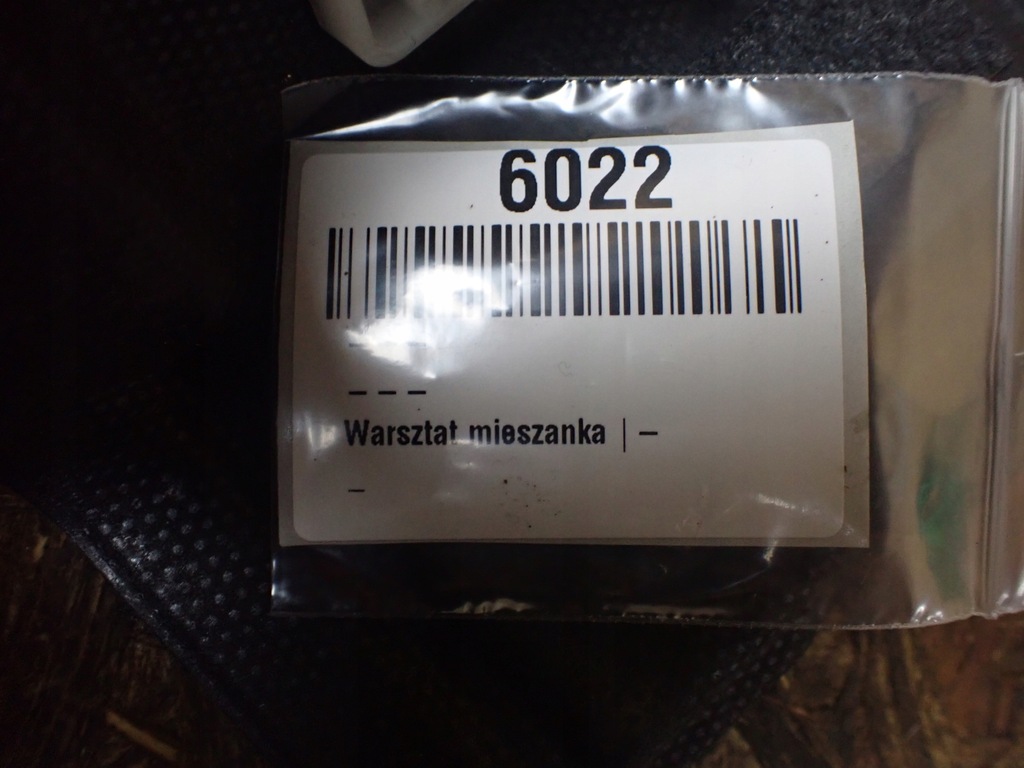 6022
– – –
– – –
Warsztat mieszanka | –
–